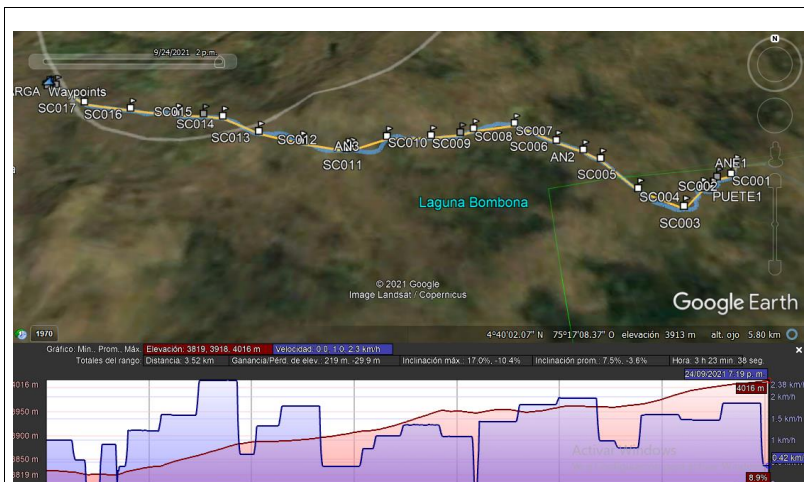 9/24/2021 2 p.m.
N
ARGA Waypoints
SC017
SC016
SC015
SC014
SC013
SC012
AN3
SC011
SC010
SC009
SC008
SC007
SC006
AN2
SC005
ANE1
SC002
SC001
SC004
PUETE1
SC003
Laguna Bombona
© 2021 Google
Image Landsat / Copernicus
Google Earth
1970
4°40'02.07" N 75°17'08.37" O elevación 3913 m alt. ojo 5.80 km
Gráfico: Mín., Prom., Máx. Elevación: 3819, 3918, 4016 m Velocidad: 0.0, 1.0, 2.3 km/h
Totales del rango: Distancia: 3.52 km Ganancia/Pérd. de elev.: 219 m, -29.9 m Inclinación máx.: 17.0%, -10.4% Inclinación prom.: 7.5%, -3.6% Hora: 3 h 23 min. 38 seg.
24/09/2021 7:19 p. m.
4016 m
4016 m
2.38 km/h
2 km/h
3950 m
1.5 km/h
3900 m
1 km/h
Activar Windows
3850 m
0.42 km/
3819 m
8.9%